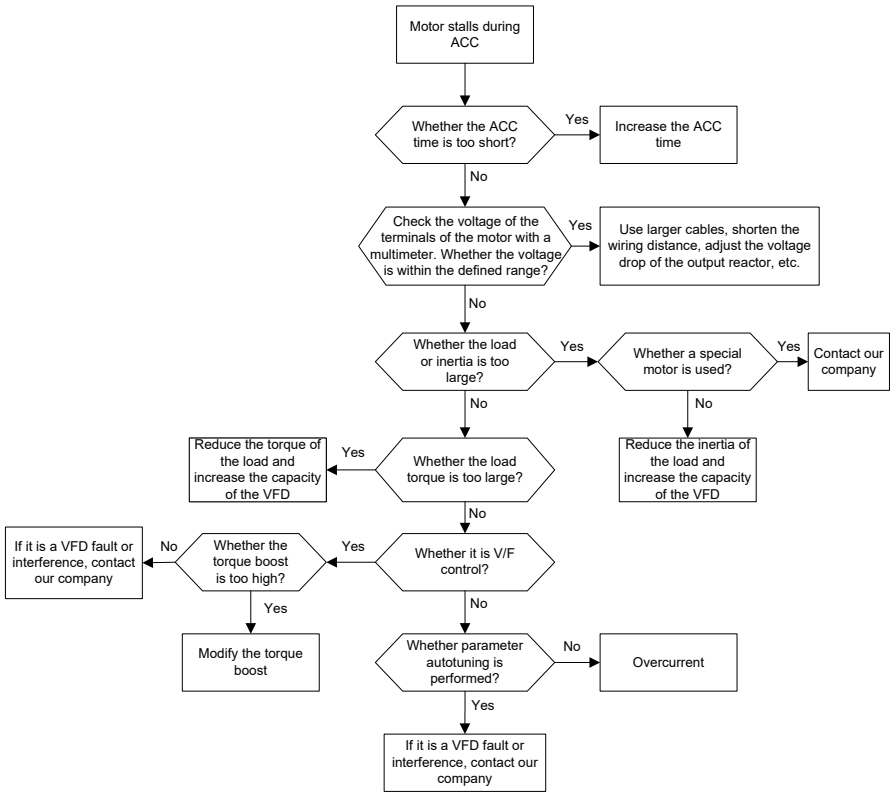 Motor stalls during
ACC
Whether the ACC
time is too short?
Yes
Increase the ACC
time
No
Check the voltage of the
terminals of the motor with a
multimeter. Whether the voltage
is within the defined range?
Yes
Use larger cables, shorten the
wiring distance, adjust the voltage
drop of the output reactor, etc.
No
Whether the load
or inertia is too
large?
Yes
Whether a special
motor is used?
Yes
Contact our
company
No
No
Reduce the torque of
the load and
increase the capacity
of the VFD
Yes
Whether the load
torque is too large?
Reduce the inertia of
the load and
increase the capacity
of the VFD
No
If it is a VFD fault or
interference, contact
our company
No
Whether the
torque boost
is too high?
Yes
Whether it is V/F
control?
Yes
No
Modify the torque
boost
Whether parameter
autotuning is
performed?
No
Overcurrent
Yes
If it is a VFD fault or
interference, contact our
company